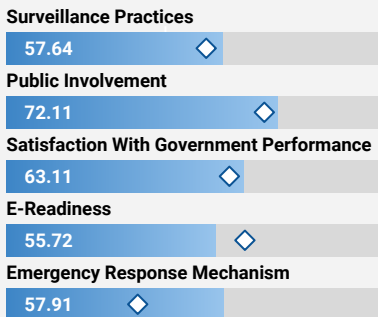 Surveillance Practices
57.64
Public Involvement
72.11
Satisfaction With Government Performance
63.11
E-Readiness
55.72
Emergency Response Mechanism
57.91